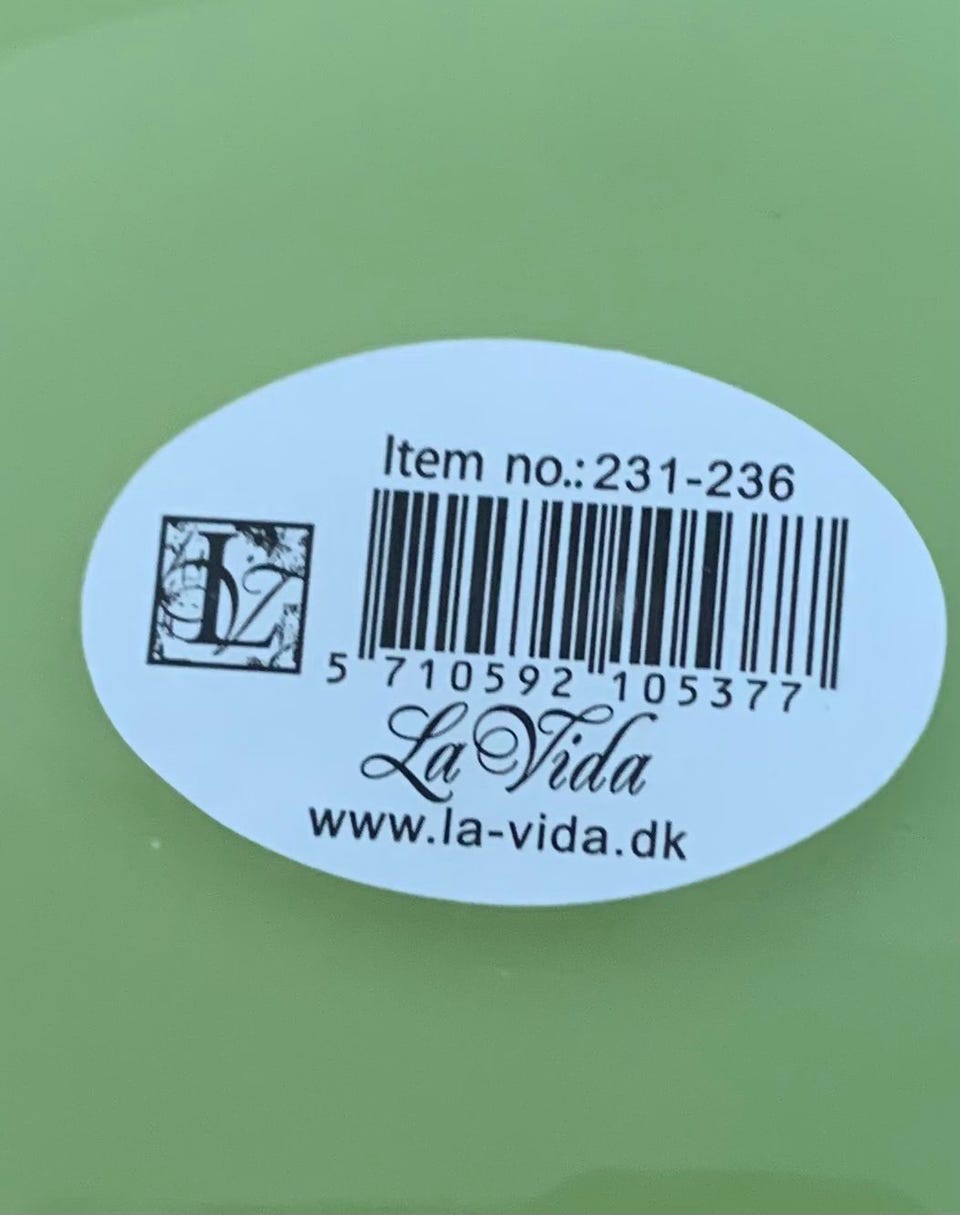 Item no.: 231-236
5 710592 105377
La Vida
www.la-vida.dk